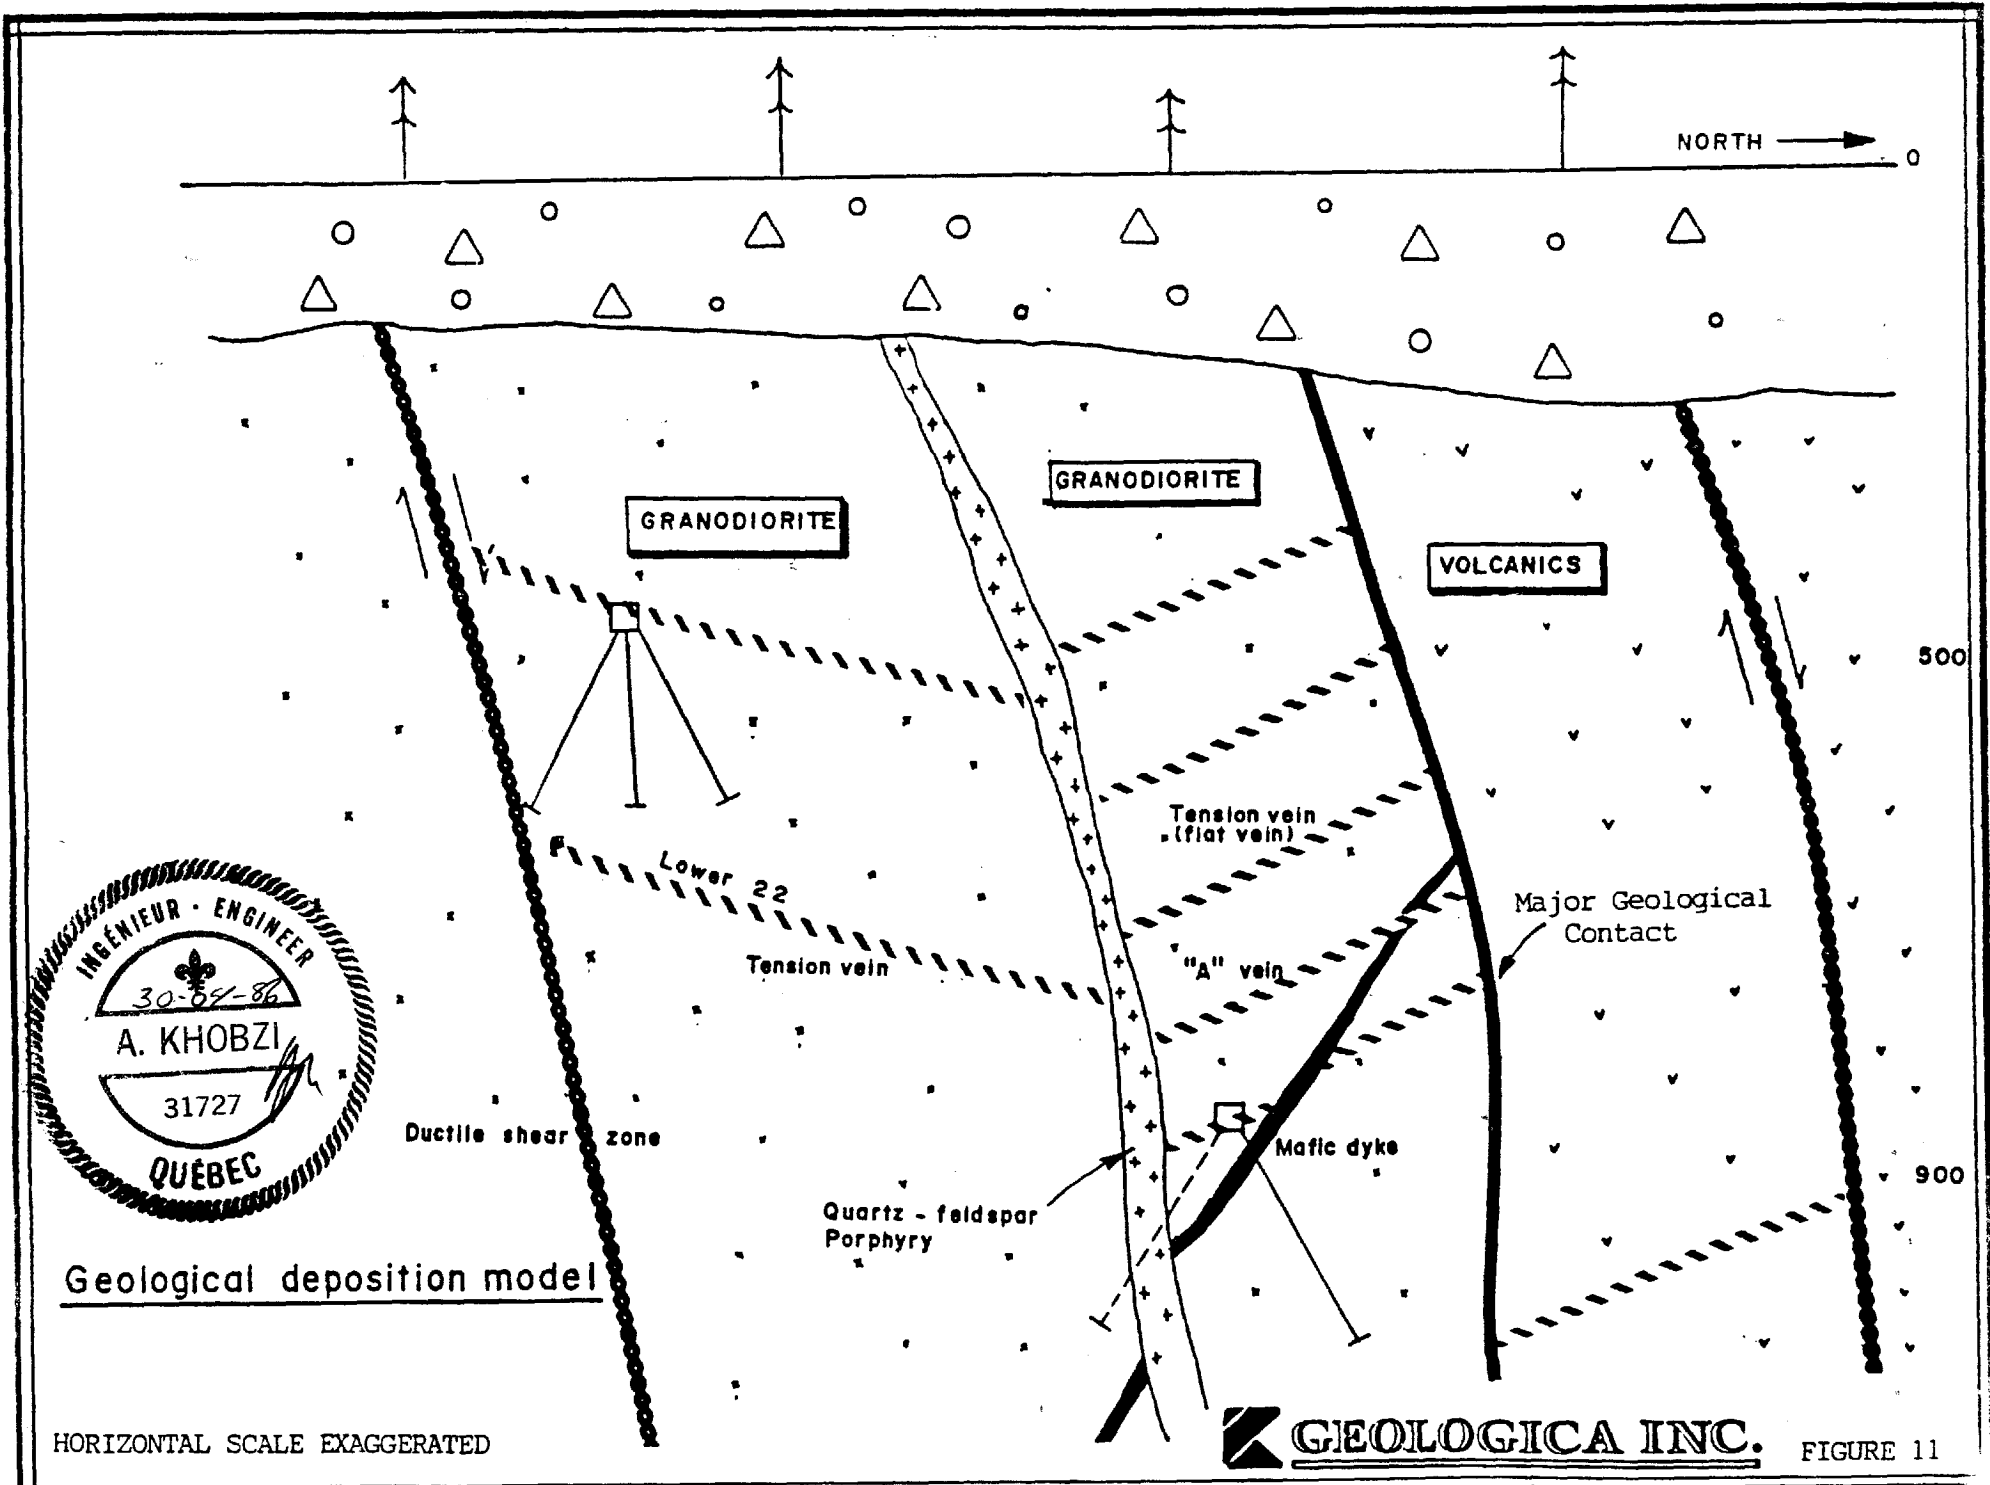 NORTH
0
GRANODIORITE
GRANODIORITE
VOLCANICS
500
Tension vein
(flat vein)
Lower 22
Major Geological
Contact
Tension vein
"A" vein
INGÉNIEUR · ENGINEER
30-04-86
A. KHOBZI
31727
QUÉBEC
Ductile shear zone
Mafic dyke
900
Quartz - feldspar
Porphyry
Geological deposition model
HORIZONTAL SCALE EXAGGERATED
GEOLOGICA INC.
FIGURE 11